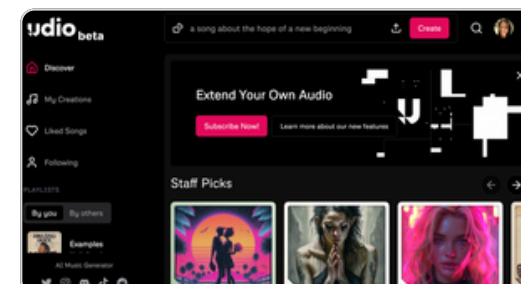 udio beta
a song about the hope of a new beginning
Create
Discover
My Creations
Liked Songs
Following
PLAYLISTS
By you
By others
Examples
AI Music Generator
Extend Your Own Audio
Subscribe Now!
Learn more about our new features
Staff Picks